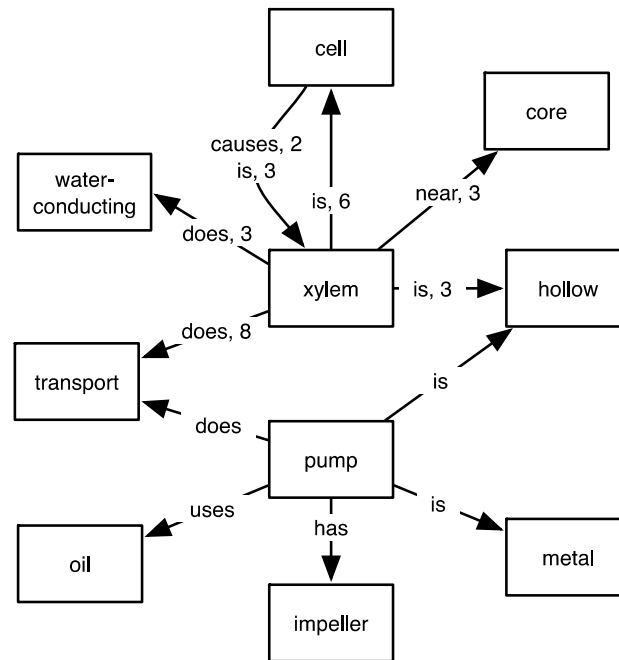 cell
core
causes, 2
is, 3
water-
conducting
is, 6
near, 3
does, 3
xylem
is, 3
hollow
does, 8
transport
is
does
pump
uses
is
has
oil
metal
impeller